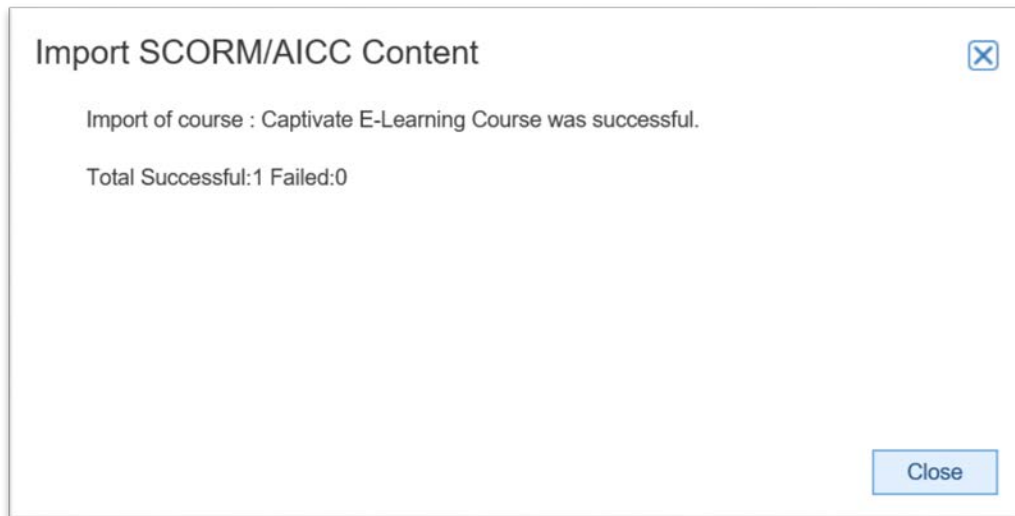 Import SCORM/AICC Content
Import of course : Captivate E-Learning Course was successful.
Total Successful:1 Failed:0
Close